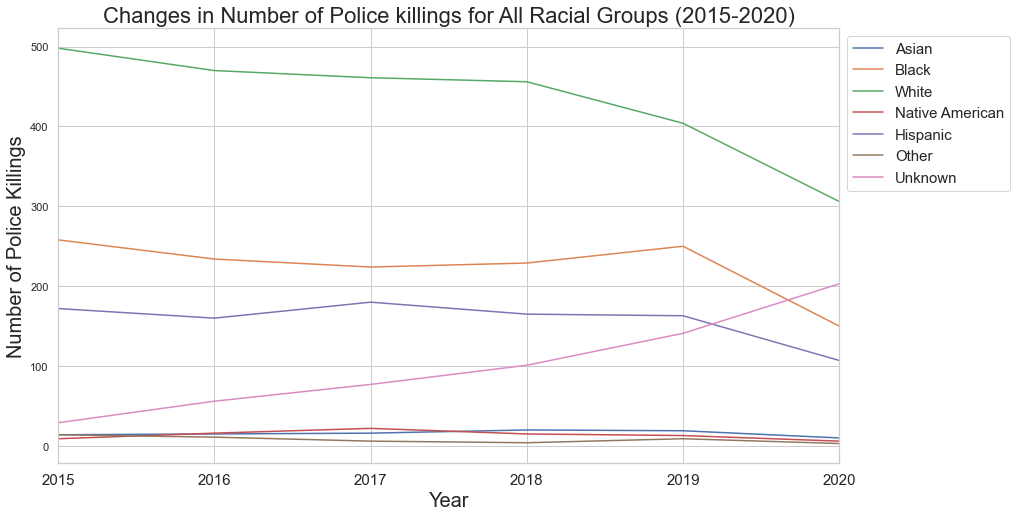 Changes in Number of Police killings for All Racial Groups (2015-2020)
Number of Police Killings
500
400
300
200
100
0
2015 2016 2017 2018 2019 2020
Year
Asian
Black
White
Native American
Hispanic
Other
Unknown